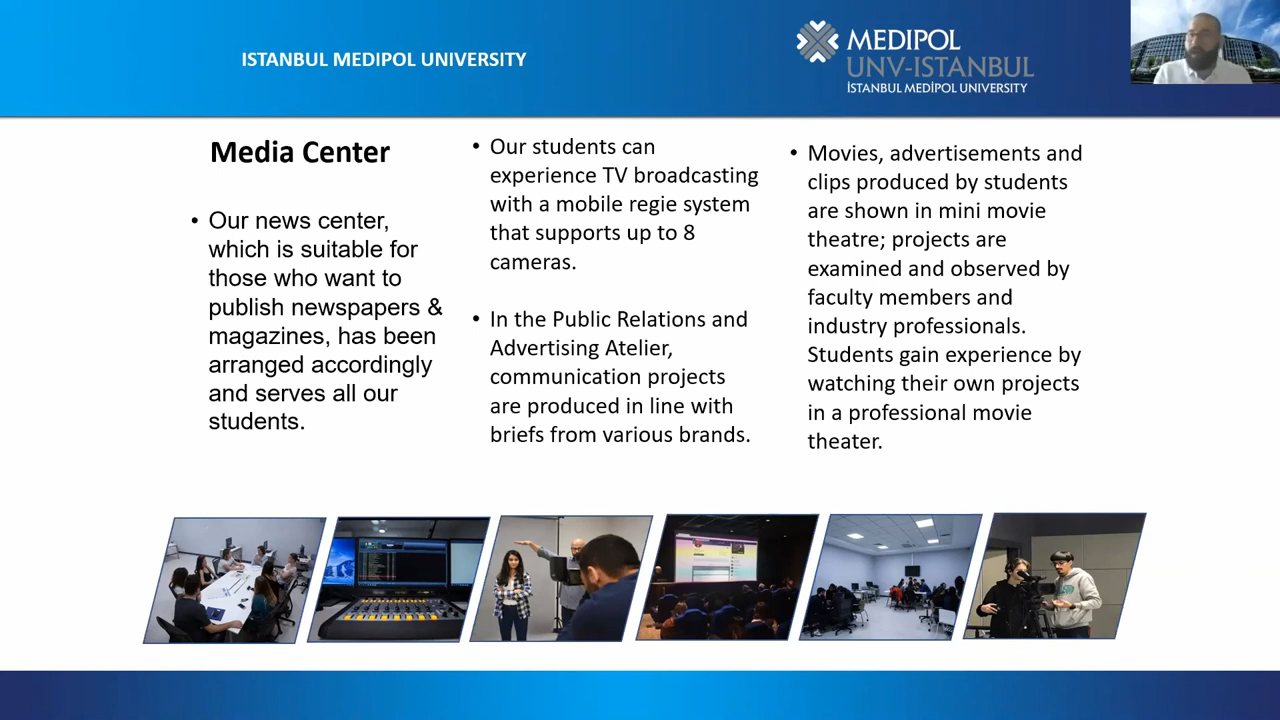 ISTANBUL MEDIPOL UNIVERSITY
MEDIPOL
UNV-ISTANBUL
İSTANBUL MEDİPOL UNIVERSITY
Media Center
• Our news center,
which is suitable for
those who want to
publish newspapers &
magazines, has been
arranged accordingly
and serves all our
students.
• Our students can
experience TV broadcasting
with a mobile regie system
that supports up to 8
cameras.
• In the Public Relations and
Advertising Atelier,
communication projects
are produced in line with
briefs from various brands.
• Movies, advertisements and
clips produced by students
are shown in mini movie
theatre; projects are
examined and observed by
faculty members and
industry professionals.
Students gain experience by
watching their own projects
in a professional movie
theater.